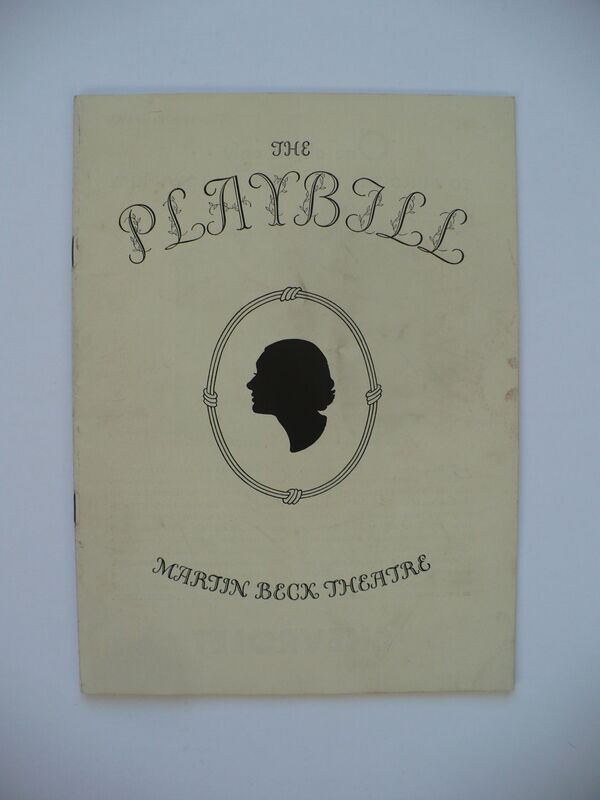 THE
PLAYBILL
MARTIN BECK THEATRE